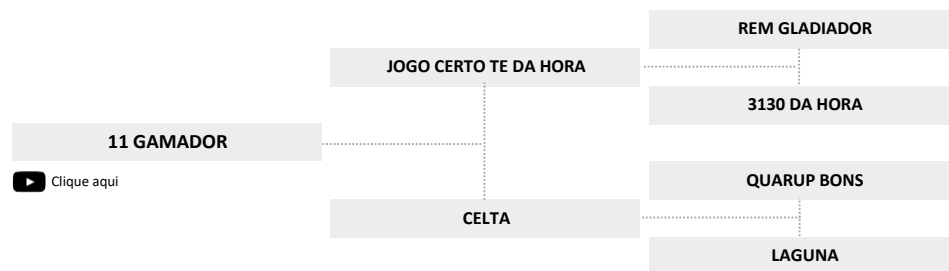 REM GLADIADOR
JOGO CERTO TE DA HORA
3130 DA HORA
11 GAMADOR
Clique aqui
QUARUP BONS
CELTA
LAGUNA